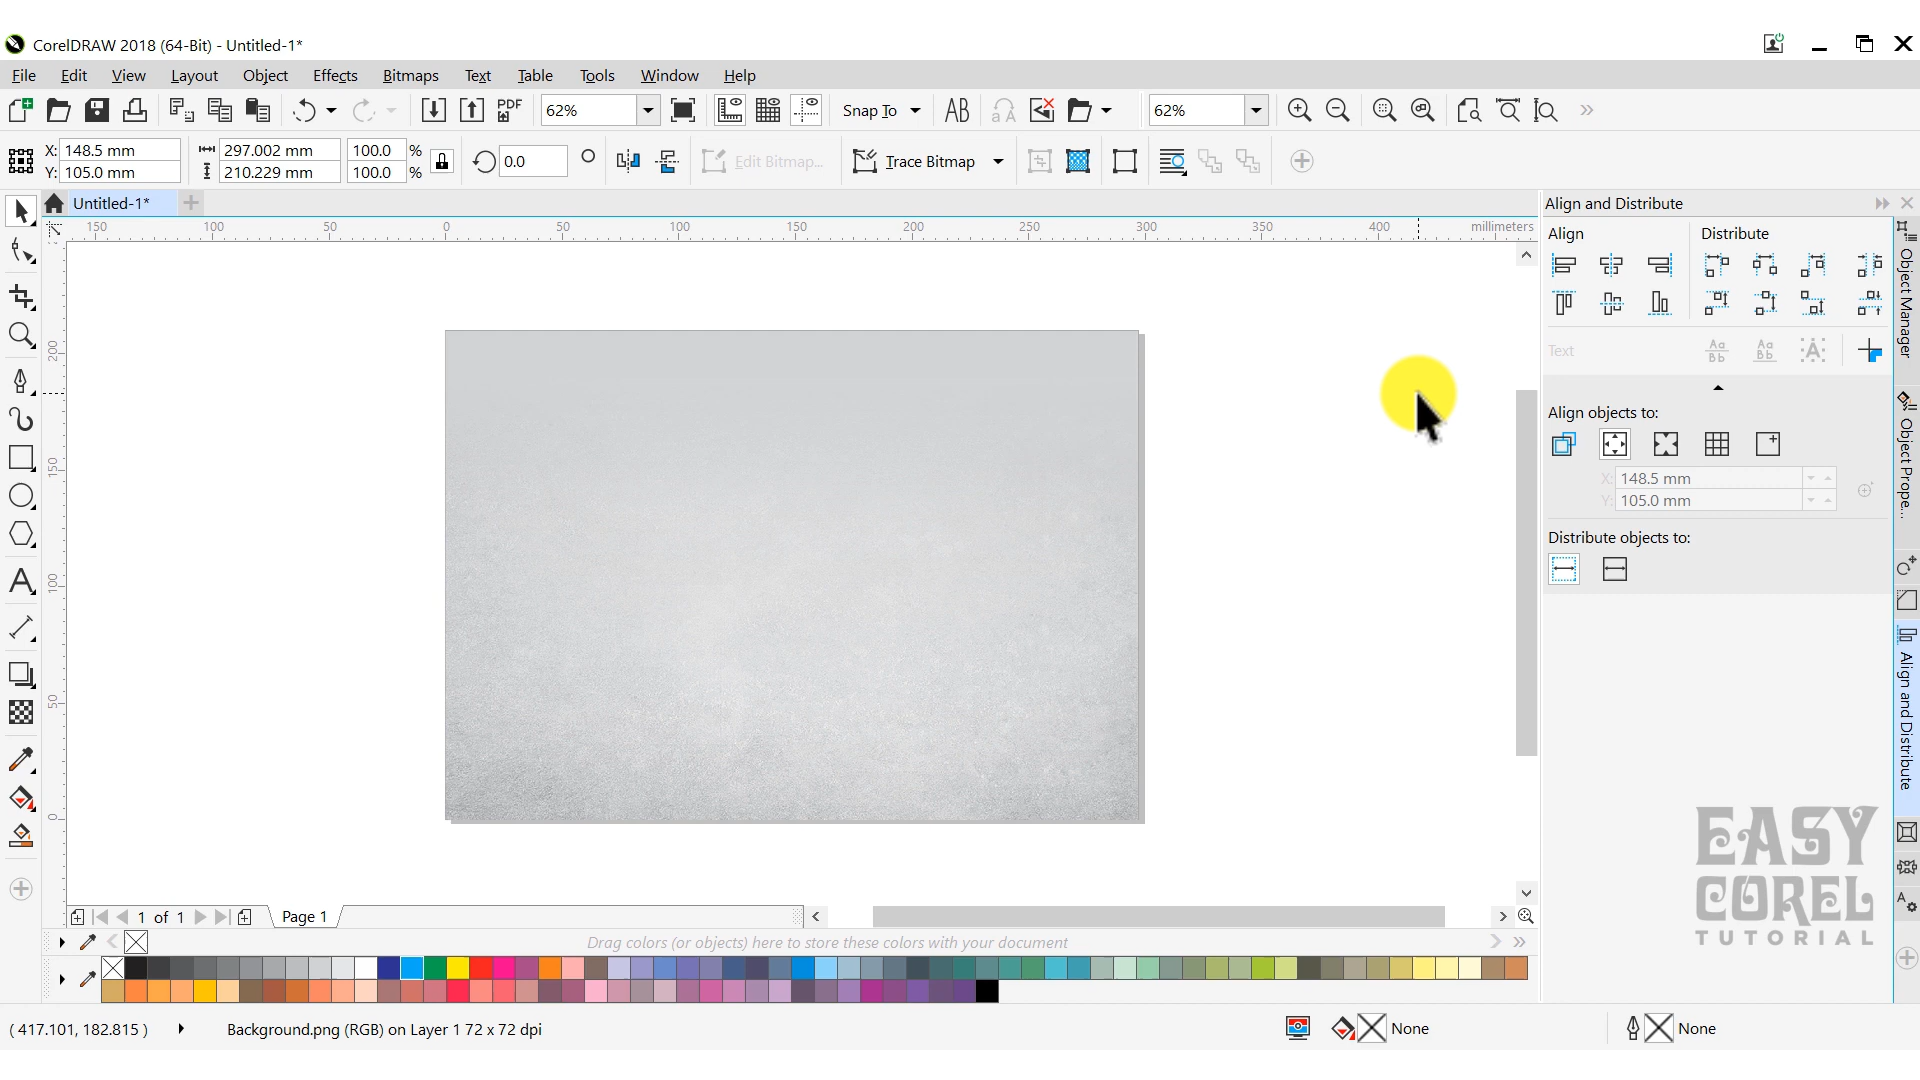 CorelDRAW 2018 (64-Bit) - Untitled-1*
File Edit View Layout Object Effects Bitmaps Text Table Tools Window Help
PDF 62% Snap To 62%
X: 148.5 mm 297.002 mm 100.0 % 0.0 Edit Bitmap... Trace Bitmap
Y: 105.0 mm 210.229 mm 100.0 %
Untitled-1* Align and Distribute
150 100 50 0 50 100 150 200 250 300 350 400 millimeters
200
150
100
50
0
Align Distribute
Text
Align objects to:
X: 148.5 mm
Y: 105.0 mm
Distribute objects to:
Object Manager
Object Prope...
Align and Distribute
EASY
COREL
TUTORIAL
1 of 1 Page 1
Drag colors (or objects) here to store these colors with your document
( 417.101, 182.815 ) Background.png (RGB) on Layer 1 72 x 72 dpi None None